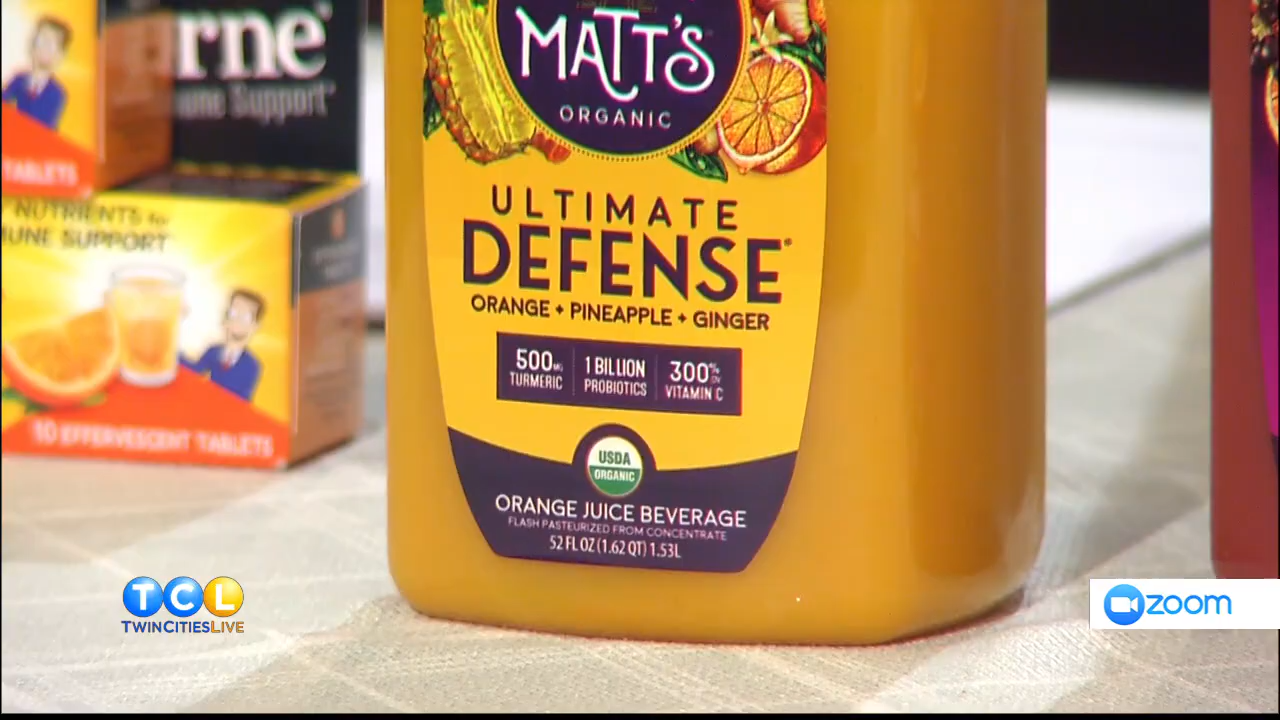 rne
une Support
TABLETS
NUTRIENTS for
UNE SUPPORT
10 EFFERVESCENT TABLETS
MATT'S
ORGANIC
ULTIMATE
DEFENSE*
ORANGE + PINEAPPLE + GINGER
500MG TURMERIC
1 BILLION PROBIOTICS
300% DV VITAMIN C
USDA
ORGANIC
ORANGE JUICE BEVERAGE
FLASH PASTEURIZED FROM CONCENTRATE
52 FL OZ (1.62 QT) 1.53L
TCL
TWINCITIESLIVE
zoom